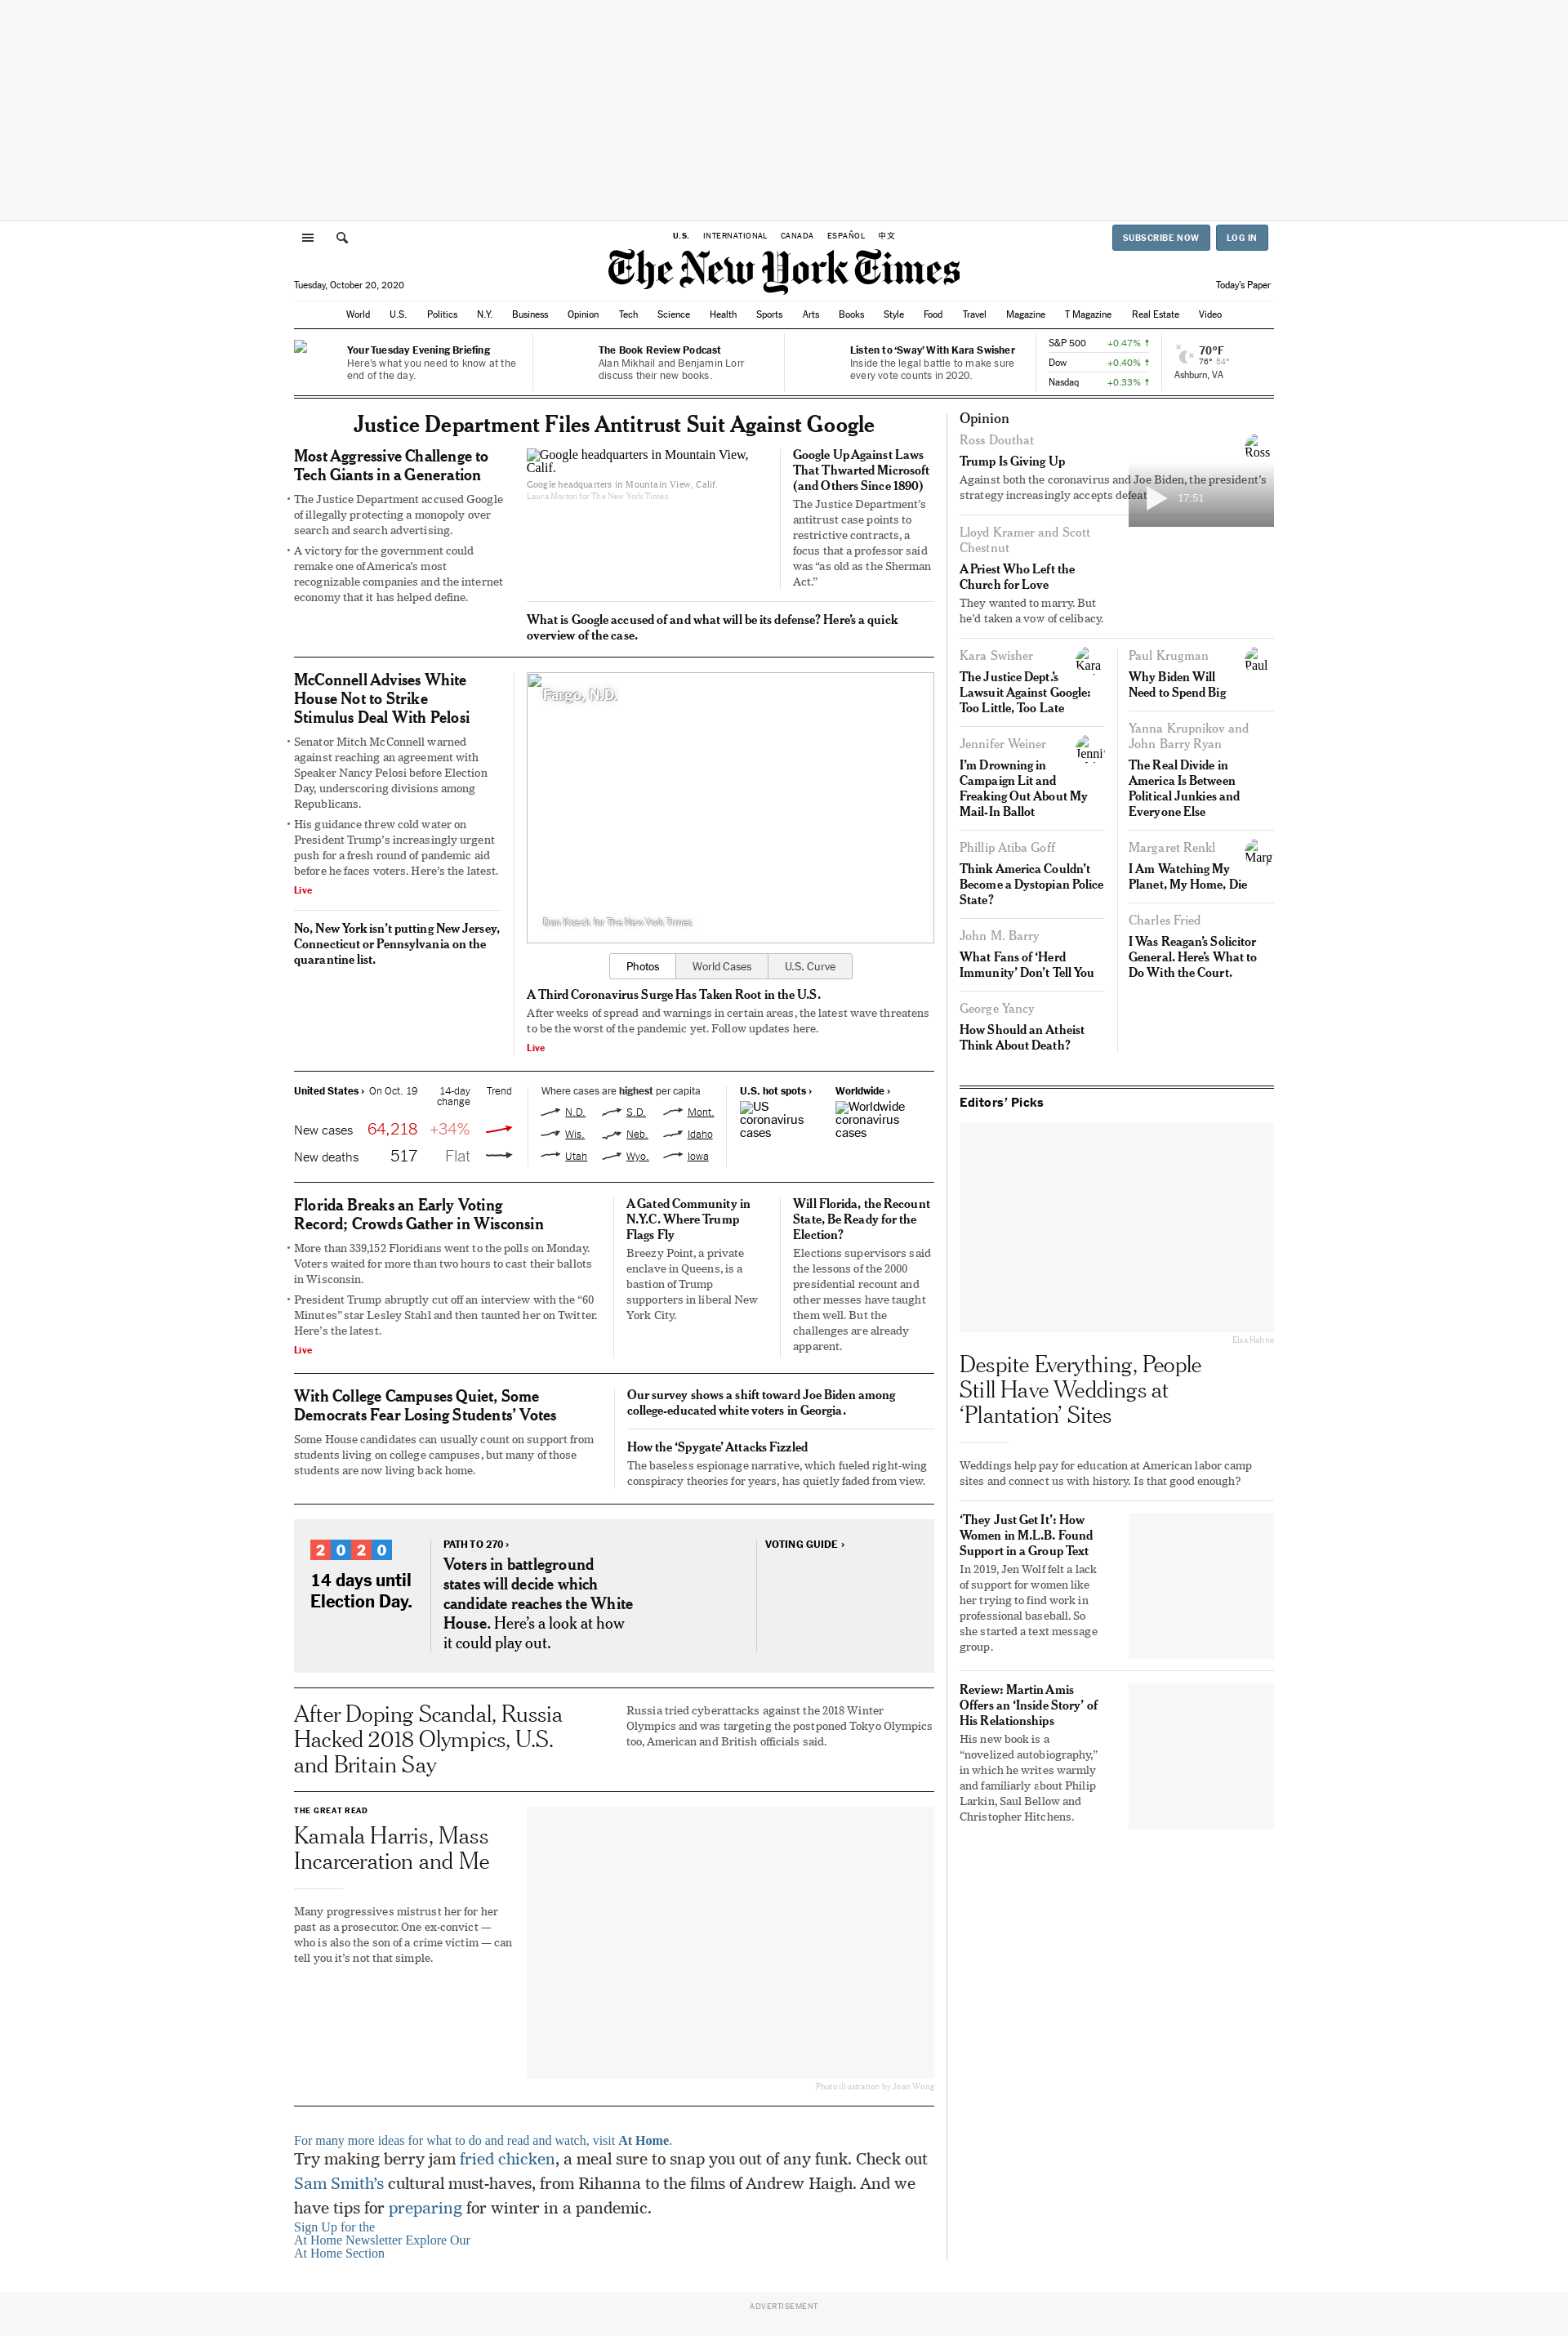 U.S. INTERNATIONAL CANADA ESPAÑOL 中文
SUBSCRIBE NOW LOG IN
The New York Times
Tuesday, October 20, 2020
Today's Paper
World U.S. Politics N.Y. Business Opinion Tech Science Health Sports Arts Books Style Food Travel Magazine T Magazine Real Estate Video
Your Tuesday Evening Briefing
Here's what you need to know at the
end of the day.
The Book Review Podcast
Alan Mikhail and Benjamin Lorr
discuss their new books.
Listen to ‘Sway’ With Kara Swisher
Inside the legal battle to make sure
every vote counts in 2020.
S&P 500 +0.47%
Dow +0.40%
Nasdaq +0.33%
70°F
76° 54°
Ashburn, VA
Justice Department Files Antitrust Suit Against Google
Most Aggressive Challenge to
Tech Giants in a Generation
• The Justice Department accused Google
of illegally protecting a monopoly over
search and search advertising.
• A victory for the government could
remake one of America’s most
recognizable companies and the internet
economy that it has helped define.
Google headquarters in Mountain View,
Calif.
Google headquarters in Mountain View, Calif.
Laura Morton for The New York Times
Google Up Against Laws
That Thwarted Microsoft
(and Others Since 1890)
The Justice Department’s
antitrust case points to
restrictive contracts, a
focus that a professor said
was “as old as the Sherman
Act.”
What is Google accused of and what will be its defense? Here’s a quick
overview of the case.
McConnell Advises White
House Not to Strike
Stimulus Deal With Pelosi
• Senator Mitch McConnell warned
against reaching an agreement with
Speaker Nancy Pelosi before Election
Day, underscoring divisions among
Republicans.
• His guidance threw cold water on
President Trump’s increasingly urgent
push for a fresh round of pandemic aid
before he faces voters. Here’s the latest.
Live
No, New York isn’t putting New Jersey,
Connecticut or Pennsylvania on the
quarantine list.
Fargo, N.D.
Dan Koeck for The New York Times
Photos World Cases U.S. Curve
A Third Coronavirus Surge Has Taken Root in the U.S.
After weeks of spread and warnings in certain areas, the latest wave threatens
to be the worst of the pandemic yet. Follow updates here.
Live
United States › On Oct. 19 14-day
change Trend
New cases 64,218 +34%
New deaths 517 Flat
Where cases are highest per capita
N.D. S.D. Mont.
Wis. Neb. Idaho
Utah Wyo. Iowa
U.S. hot spots ›
US
coronavirus
cases
Worldwide ›
Worldwide
coronavirus
cases
Florida Breaks an Early Voting
Record; Crowds Gather in Wisconsin
• More than 339,152 Floridians went to the polls on Monday.
Voters waited for more than two hours to cast their ballots
in Wisconsin.
• President Trump abruptly cut off an interview with the “60
Minutes” star Lesley Stahl and then taunted her on Twitter.
Here’s the latest.
Live
A Gated Community in
N.Y.C. Where Trump
Flags Fly
Breezy Point, a private
enclave in Queens, is a
bastion of Trump
supporters in liberal New
York City.
Will Florida, the Recount
State, Be Ready for the
Election?
Elections supervisors said
the lessons of the 2000
presidential recount and
other messes have taught
them well. But the
challenges are already
apparent.
With College Campuses Quiet, Some
Democrats Fear Losing Students’ Votes
Some House candidates can usually count on support from
students living on college campuses, but many of those
students are now living back home.
Our survey shows a shift toward Joe Biden among
college-educated white voters in Georgia.
How the ‘Spygate’ Attacks Fizzled
The baseless espionage narrative, which fueled right-wing
conspiracy theories for years, has quietly faded from view.
2020
14 days until
Election Day.
PATH TO 270 ›
Voters in battleground
states will decide which
candidate reaches the White
House. Here’s a look at how
it could play out.
VOTING GUIDE ›
After Doping Scandal, Russia
Hacked 2018 Olympics, U.S.
and Britain Say
Russia tried cyberattacks against the 2018 Winter
Olympics and was targeting the postponed Tokyo Olympics
too, American and British officials said.
THE GREAT READ
Kamala Harris, Mass
Incarceration and Me
Many progressives mistrust her for her
past as a prosecutor. One ex-convict —
who is also the son of a crime victim — can
tell you it’s not that simple.
Photo illustration by Joan Wong
For many more ideas for what to do and read and watch, visit At Home.
Try making berry jam fried chicken, a meal sure to snap you out of any funk. Check out
Sam Smith’s cultural must-haves, from Rihanna to the films of Andrew Haigh. And we
have tips for preparing for winter in a pandemic.
Sign Up for the
At Home Newsletter Explore Our
At Home Section
Opinion
Ross Douthat
Ross
Trump Is Giving Up
Against both the coronavirus and Joe Biden, the president’s
strategy increasingly accepts defeat
17:51
Lloyd Kramer and Scott
Chestnut
A Priest Who Left the
Church for Love
They wanted to marry. But
he’d taken a vow of celibacy.
Kara Swisher
Kara
The Justice Dept.’s
Lawsuit Against Google:
Too Little, Too Late
Jennifer Weiner
I’m Drowning in
Campaign Lit and
Freaking Out About My
Mail-In Ballot
Phillip Atiba Goff
Think America Couldn’t
Become a Dystopian Police
State?
John M. Barry
What Fans of ‘Herd
Immunity’ Don’t Tell You
George Yancy
How Should an Atheist
Think About Death?
Paul Krugman
Paul
Why Biden Will
Need to Spend Big
Yanna Krupnikov and
John Barry Ryan
The Real Divide in
America Is Between
Political Junkies and
Everyone Else
Margaret Renkl
I Am Watching My
Planet, My Home, Die
Charles Fried
I Was Reagan’s Solicitor
General. Here’s What to
Do With the Court.
Editors’ Picks
Elsa Hahne
Despite Everything, People
Still Have Weddings at
‘Plantation’ Sites
Weddings help pay for education at American labor camp
sites and connect us with history. Is that good enough?
‘They Just Get It’: How
Women in M.L.B. Found
Support in a Group Text
In 2019, Jen Wolf felt a lack
of support for women like
her trying to find work in
professional baseball. So
she started a text message
group.
Review: Martin Amis
Offers an ‘Inside Story’ of
His Relationships
His new book is a
“novelized autobiography,”
in which he writes warmly
and familiarly about Philip
Larkin, Saul Bellow and
Christopher Hitchens.
ADVERTISEMENT